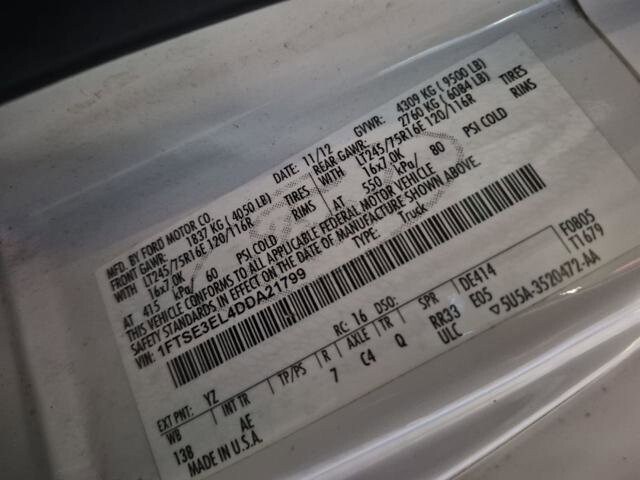 MFD. BY FORD MOTOR CO.
DATE: 11/12 GVWR: 4309 KG ( 9500 LB)
FRONT GAWR: 1837 KG ( 4050 LB) REAR GAWR: 2760 KG ( 6084 LB)
WITH LT245/75R16E 120/116R TIRES WITH LT245/75R16E 120/116R TIRES
16x7.0K RIMS 16x7.0K RIMS
AT 415 kPa/ 60 PSI COLD AT 550 kPa/ 80 PSI COLD
THIS VEHICLE CONFORMS TO ALL APPLICABLE FEDERAL MOTOR VEHICLE
SAFETY STANDARDS IN EFFECT ON THE DATE OF MANUFACTURE SHOWN ABOVE.
VIN: 1FTSE3EL4DDA21799
TYPE: Truck
F0805
T1679
EXT PNT: YZ RC: 16 DSO:
WB INT TR TP/PS R AXLE TR SPR DE414
138 AE 7 C4 Q RR33 E05
MADE IN U.S.A. ULC ▽5U5A-3520472-AA